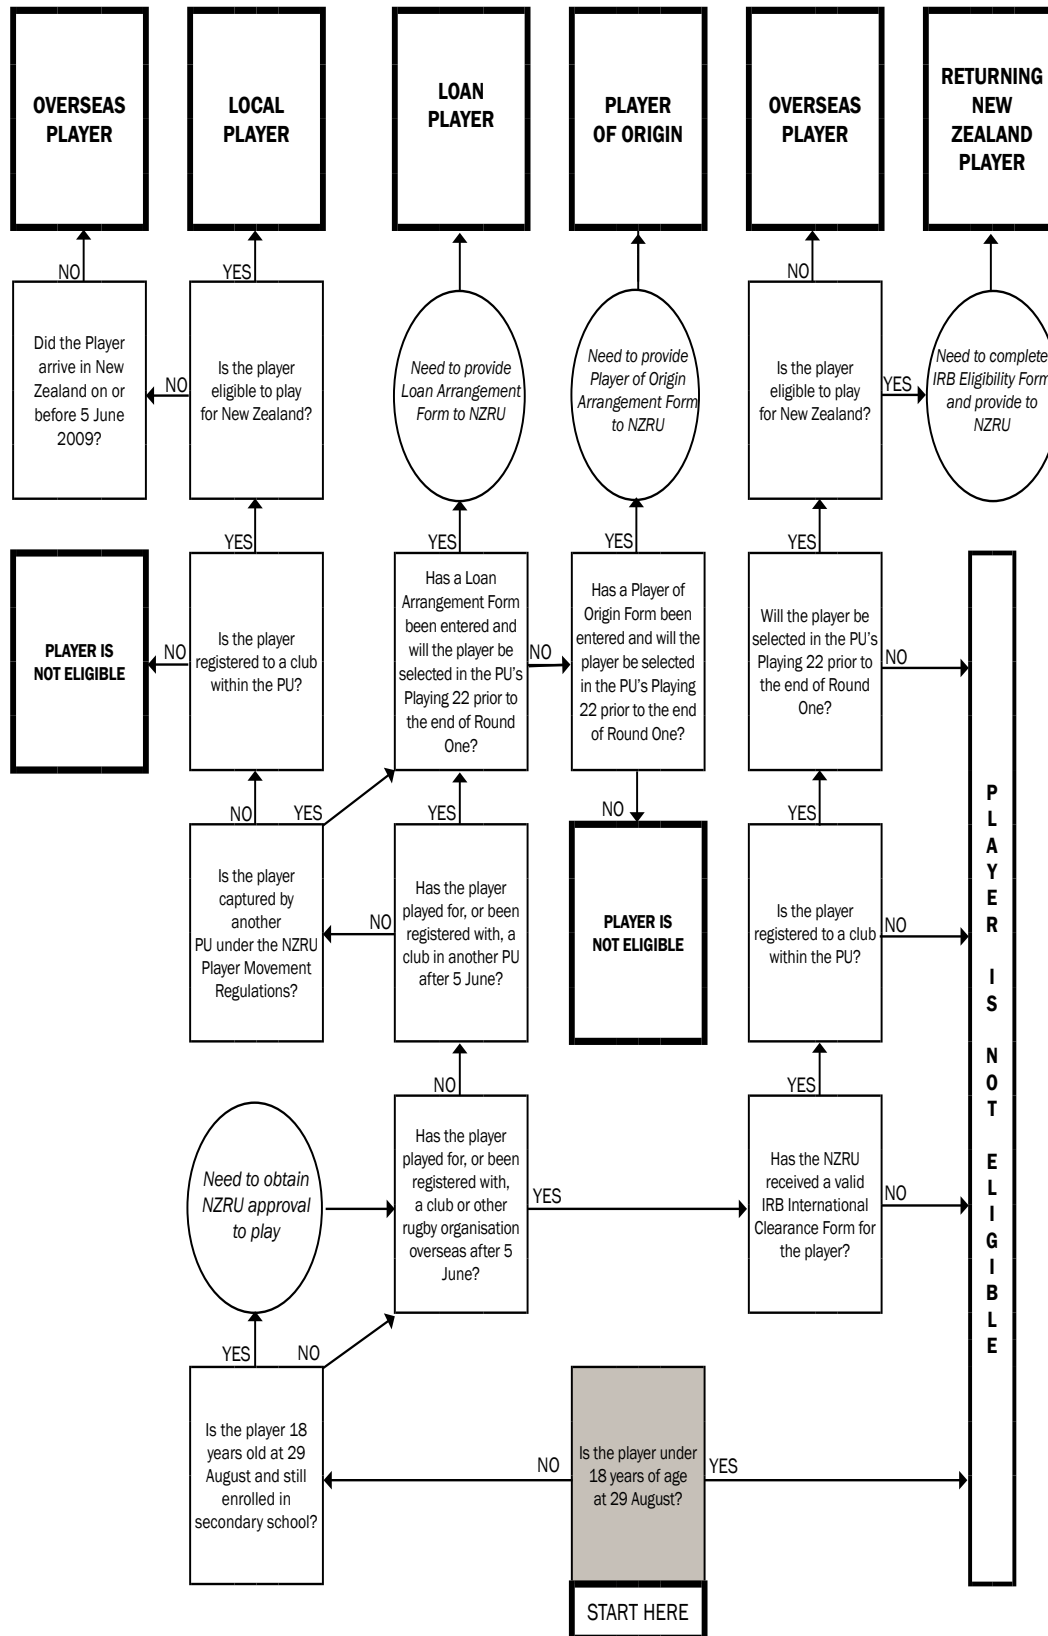 OVERSEAS
PLAYER
LOCAL
PLAYER
LOAN
PLAYER
PLAYER
OF ORIGIN
OVERSEAS
PLAYER
RETURNING
NEW
ZEALAND
PLAYER
NO
YES
NO
Did the Player
arrive in New
Zealand on or
before 5 June
2009?
NO
Is the player
eligible to play
for New Zealand?
Need to provide
Loan Arrangement
Form to NZRU
Need to provide
Player of Origin
Arrangement Form
to NZRU
Is the player
eligible to play
for New Zealand?
YES
Need to complete
IRB Eligibility Form
and provide to
NZRU
YES
YES
YES
YES
PLAYER IS
NOT ELIGIBLE
NO
Is the player
registered to a club
within the PU?
Has a Loan
Arrangement Form
been entered and
will the player be
selected in the PU's
Playing 22 prior to
the end of Round
One?
NO
Has a Player of
Origin Form been
entered and will the
player be selected
in the PU's Playing
22 prior to the end
of Round One?
Will the player be
selected in the PU's
Playing 22 prior to
the end of Round
One?
NO
NO
YES
YES
NO
YES
Is the player
captured by
another
PU under the NZRU
Player Movement
Regulations?
NO
Has the player
played for, or been
registered with, a
club in another PU
after 5 June?
PLAYER IS
NOT ELIGIBLE
Is the player
registered to a club
within the PU?
NO
NO
YES
Need to obtain
NZRU approval
to play
Has the player
played for, or been
registered with,
a club or other
rugby organisation
overseas after 5
June?
YES
Has the NZRU
received a valid
IRB International
Clearance Form for
the player?
NO
PLAYER IS NOT ELIGIBLE
YES
NO
Is the player 18
years old at 29
August and still
enrolled in
secondary school?
NO
Is the player under
18 years of age
at 29 August?
YES
START HERE